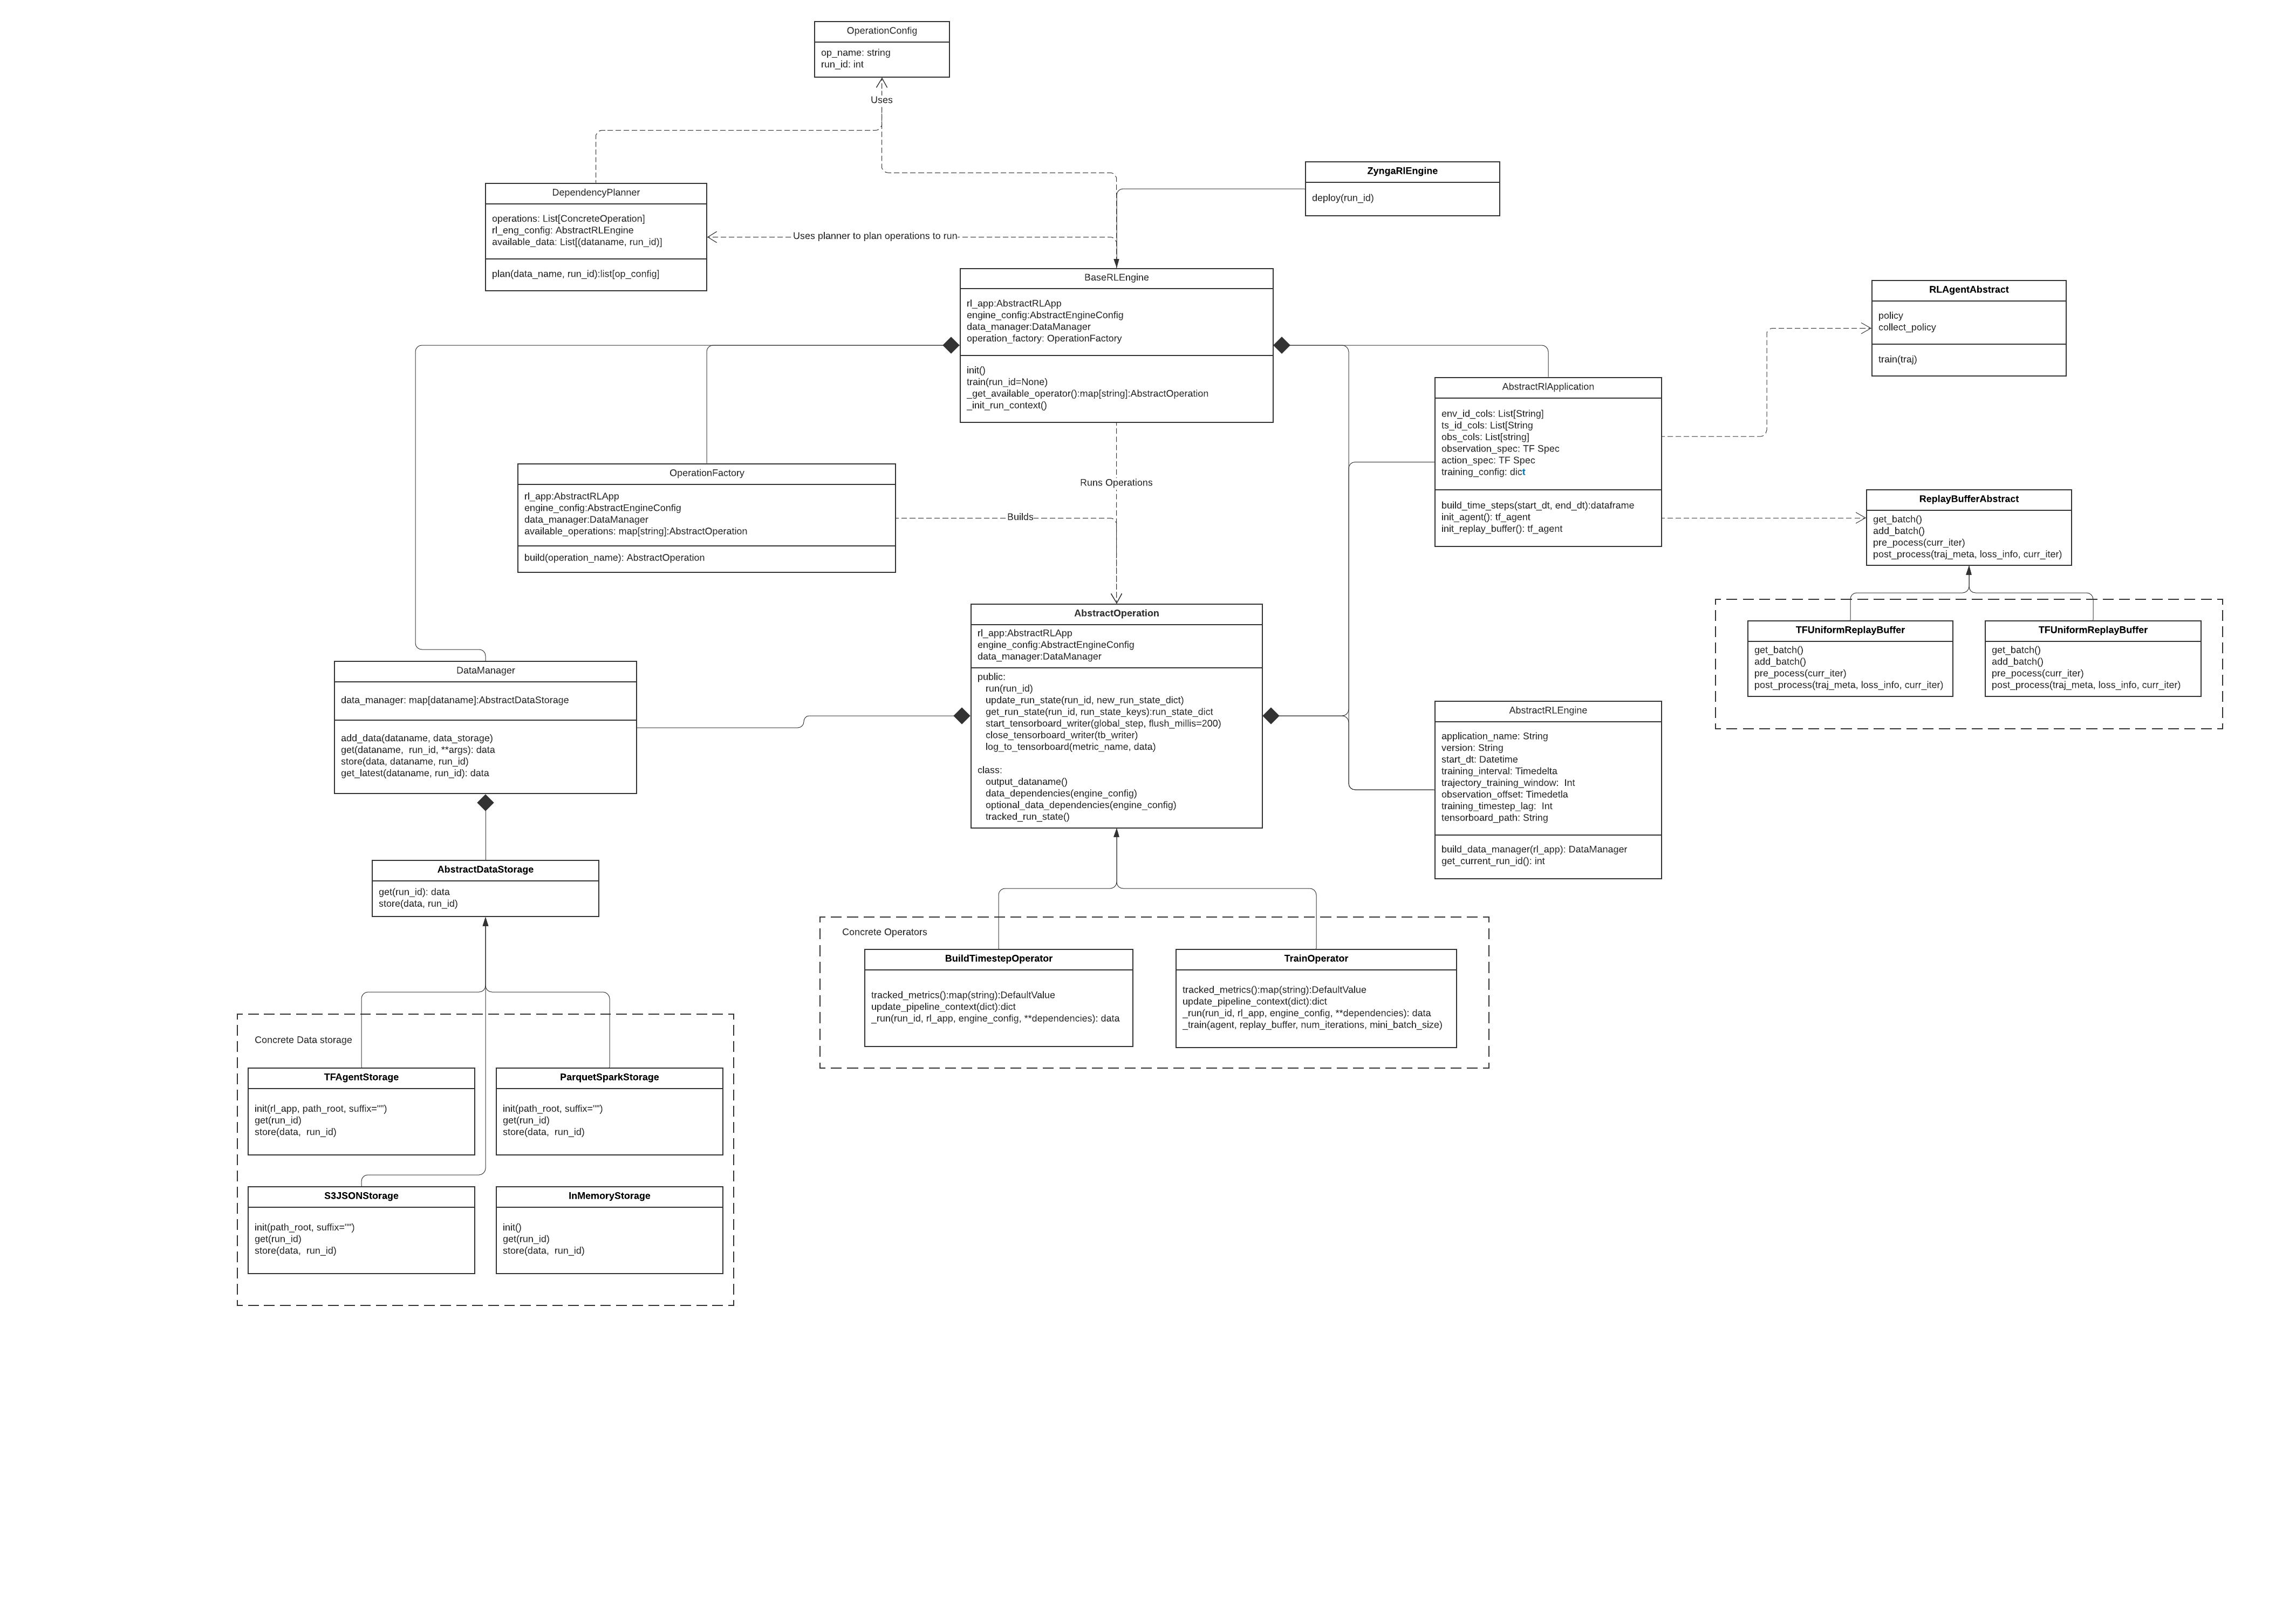 OperationConfig
op_name: string
run_id: int
Uses
ZyngaRlEngine
deploy(run_id)
DependencyPlanner
operations: List[ConcreteOperation]
rl_eng_config: AbstractRLEngine
available_data: List[(dataname, run_id)]
plan(data_name, run_id):list[op_config]
Uses planner to plan operations to run
BaseRLEngine
rl_app:AbstractRLApp
engine_config:AbstractEngineConfig
data_manager:DataManager
operation_factory: OperationFactory
init()
train(run_id=None)
_get_available_operator():map[string]:AbstractOperation
_init_run_context()
RLAgentAbstract
policy
collect_policy
train(traj)
AbstractRlApplication
env_id_cols: List[String]
ts_id_cols: List[String
obs_cols: List[string]
observation_spec: TF Spec
action_spec: TF Spec
training_config: dict
build_time_steps(start_dt, end_dt):dataframe
init_agent(): tf_agent
init_replay_buffer(): tf_agent
OperationFactory
rl_app:AbstractRLApp
engine_config:AbstractEngineConfig
data_manager:DataManager
available_operations: map[string]:AbstractOperation
build(operation_name): AbstractOperation
Runs Operations
Builds
ReplayBufferAbstract
get_batch()
add_batch()
pre_pocess(curr_iter)
post_process(traj_meta, loss_info, curr_iter)
TFUniformReplayBuffer
get_batch()
add_batch()
pre_pocess(curr_iter)
post_process(traj_meta, loss_info, curr_iter)
TFUniformReplayBuffer
get_batch()
add_batch()
pre_pocess(curr_iter)
post_process(traj_meta, loss_info, curr_iter)
AbstractOperation
rl_app:AbstractRLApp
engine_config:AbstractEngineConfig
data_manager:DataManager
public:
run(run_id)
update_run_state(run_id, new_run_state_dict)
get_run_state(run_id, run_state_keys):run_state_dict
start_tensorboard_writer(global_step, flush_millis=200)
close_tensorboard_writer(tb_writer)
log_to_tensorboard(metric_name, data)
class:
output_dataname()
data_dependencies(engine_config)
optional_data_dependencies(engine_config)
tracked_run_state()
DataManager
data_manager: map[dataname]:AbstractDataStorage
add_data(dataname, data_storage)
get(dataname, run_id, **args): data
store(data, dataname, run_id)
get_latest(dataname, run_id): data
AbstractRLEngine
application_name: String
version: String
start_dt: Datetime
training_interval: Timedelta
trajectory_training_window: Int
observation_offset: Timedetla
training_timestep_lag: Int
tensorboard_path: String
build_data_manager(rl_app): DataManager
get_current_run_id(): int
AbstractDataStorage
get(run_id): data
store(data, run_id)
Concrete Operators
BuildTimestepOperator
tracked_metrics():map(string):DefaultValue
update_pipeline_context(dict):dict
_run(run_id, rl_app, engine_config, **dependencies): data
TrainOperator
tracked_metrics():map(string):DefaultValue
update_pipeline_context(dict):dict
_run(run_id, rl_app, engine_config, **dependencies): data
_train(agent, replay_buffer, num_iterations, mini_batch_size)
Concrete Data storage
TFAgentStorage
init(rl_app, path_root, suffix="")
get(run_id)
store(data, run_id)
ParquetSparkStorage
init(path_root, suffix="")
get(run_id)
store(data, run_id)
S3JSONStorage
init(path_root, suffix="")
get(run_id)
store(data, run_id)
InMemoryStorage
init()
get(run_id)
store(data, run_id)